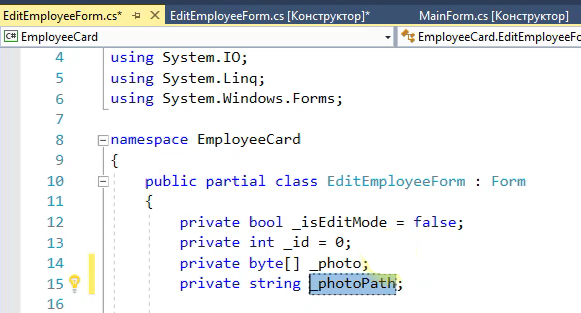 EditEmployeeForm.cs* EditEmployeeForm.cs [Конструктор]* MainForm.cs [Конструктор]
C# EmployeeCard EmployeeCard.EditEmployeeFo
4 using System.IO;
5 using System.Linq;
6 using System.Windows.Forms;
7
8 namespace EmployeeCard
9 {
10 public partial class EditEmployeeForm : Form
11 {
12 private bool _isEditMode = false;
13 private int _id = 0;
14 private byte[] _photo;
15 private string _photoPath;
16